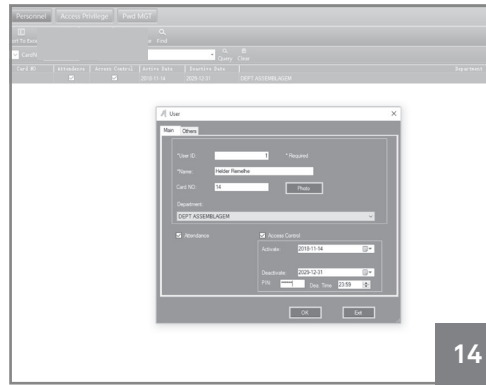 Personnel Access Privilege Pwd MGT
Find
Query Clear
Card NO Attendance Access Control Active Date Deactive Date Department
2019-11-14 2029-12-31 DEPT ASSEMBLAGEM
User
Main Others
*User ID: 1 * Required
*Name: Helder Ramelha
Card NO: 14 Photo
Department:
DEPT ASSEMBLAGEM
Attendance Access Control
Activate: 2019-11-14
Deactivate: 2029-12-31
PIN: Dea. Time 23:59
OK Exit
14